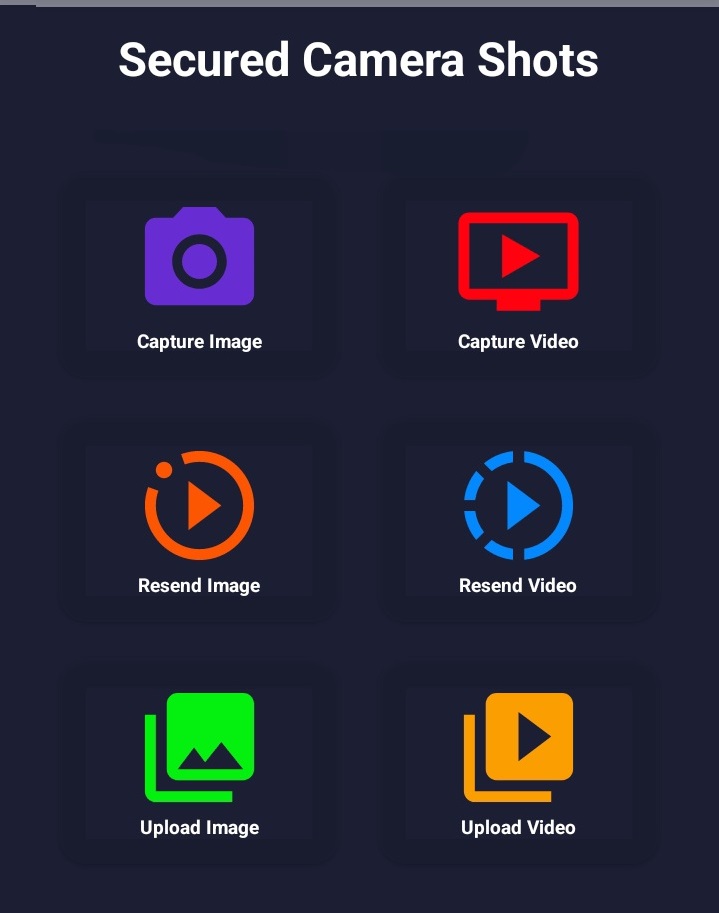 Secured Camera Shots
Capture Image
Capture Video
Resend Image
Resend Video
Upload Image
Upload Video